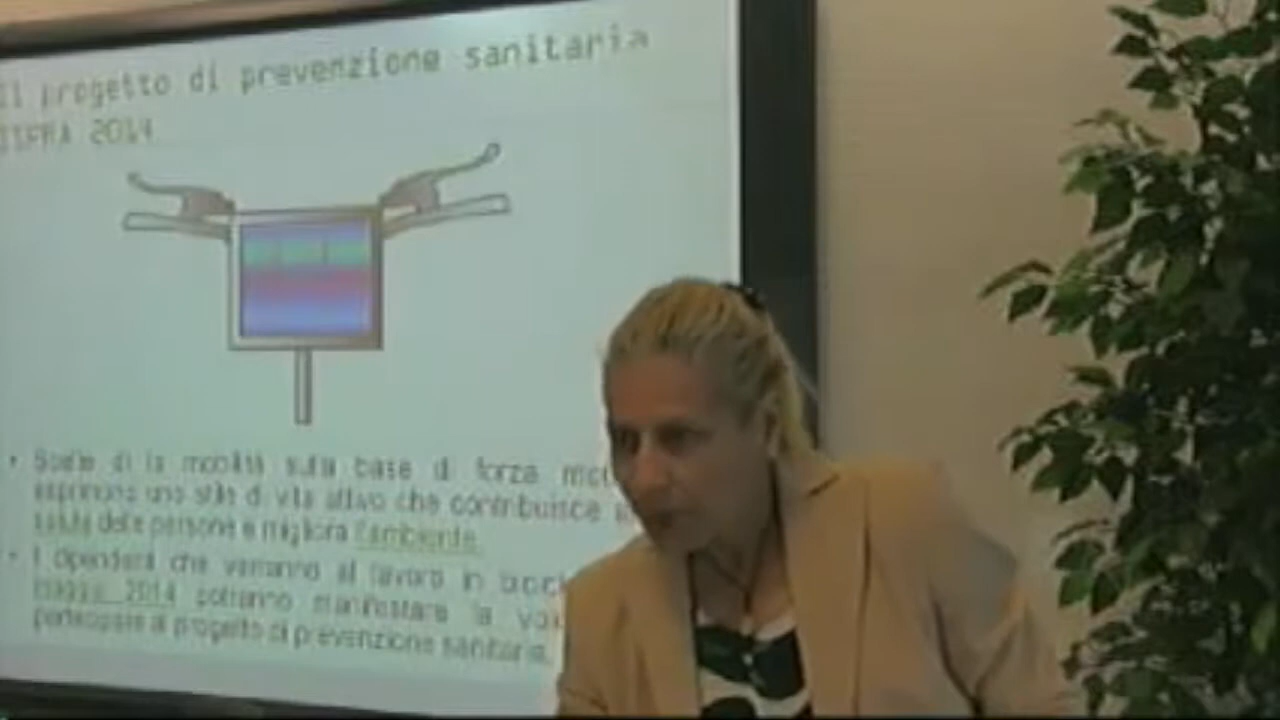 Il progetto di prevenzione sanitaria
ISPRA 2014
• Scelte di la mobilità sulla base di forza
esprimono uno stile di vita attivo che contribuisce
salute delle persone e migliora l'ambiente.
• I dipendenti che verranno al lavoro in
maggio 2014 potranno manifestare la
partecipare al progetto di prevenzione sanitaria.